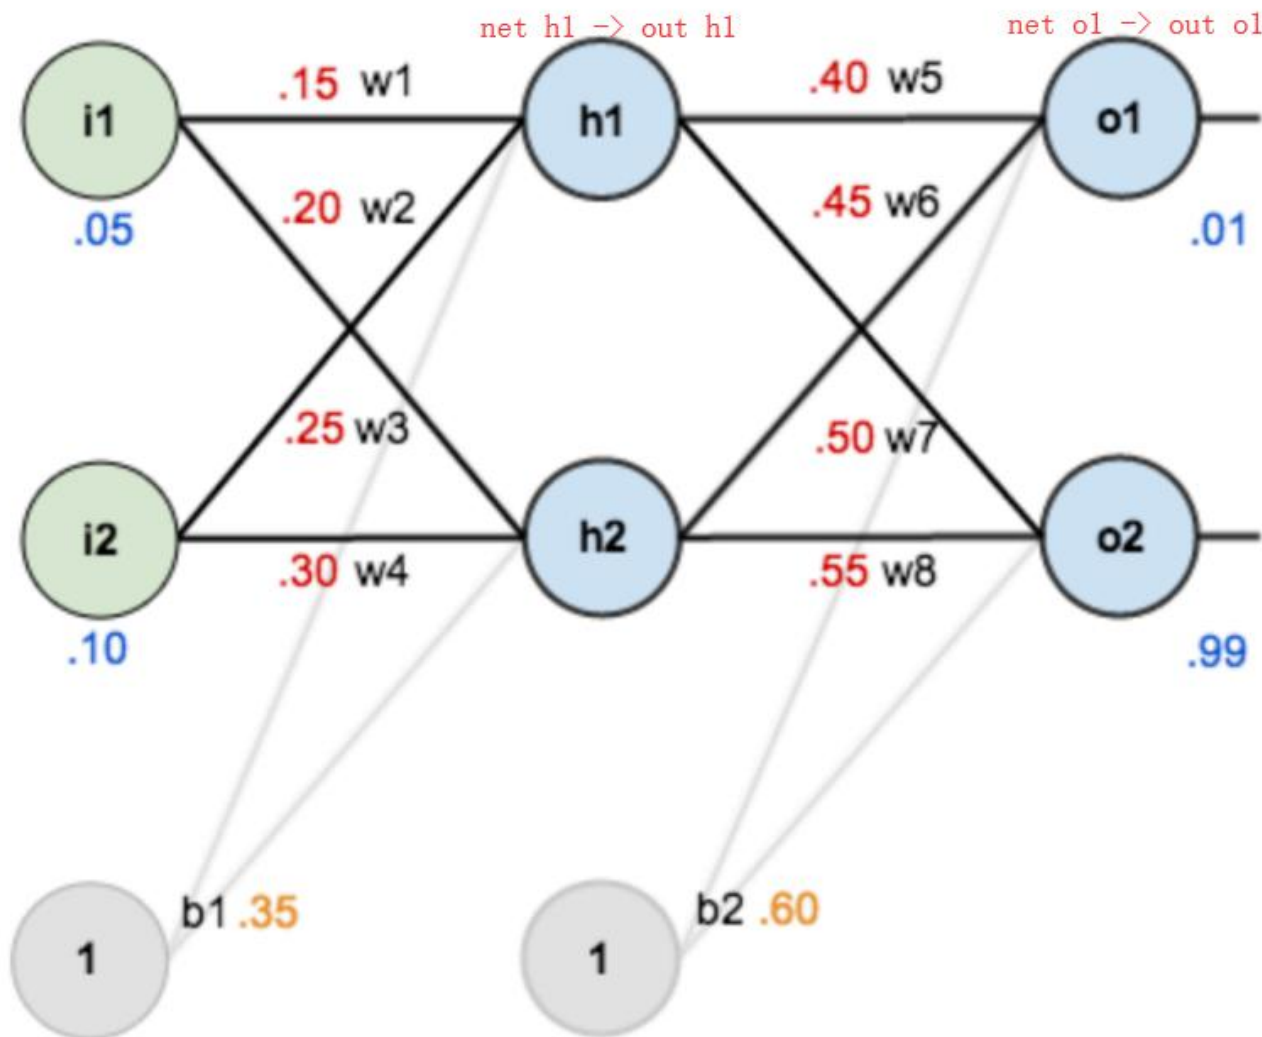 net h1 -> out h1
net o1 -> out o1
.15 w1
.40 w5
i1
h1
o1
.20 w2
.45 w6
.05
.01
.25 w3
.50 w7
i2
h2
o2
.30 w4
.55 w8
.10
.99
b1 .35
b2 .60
1
1